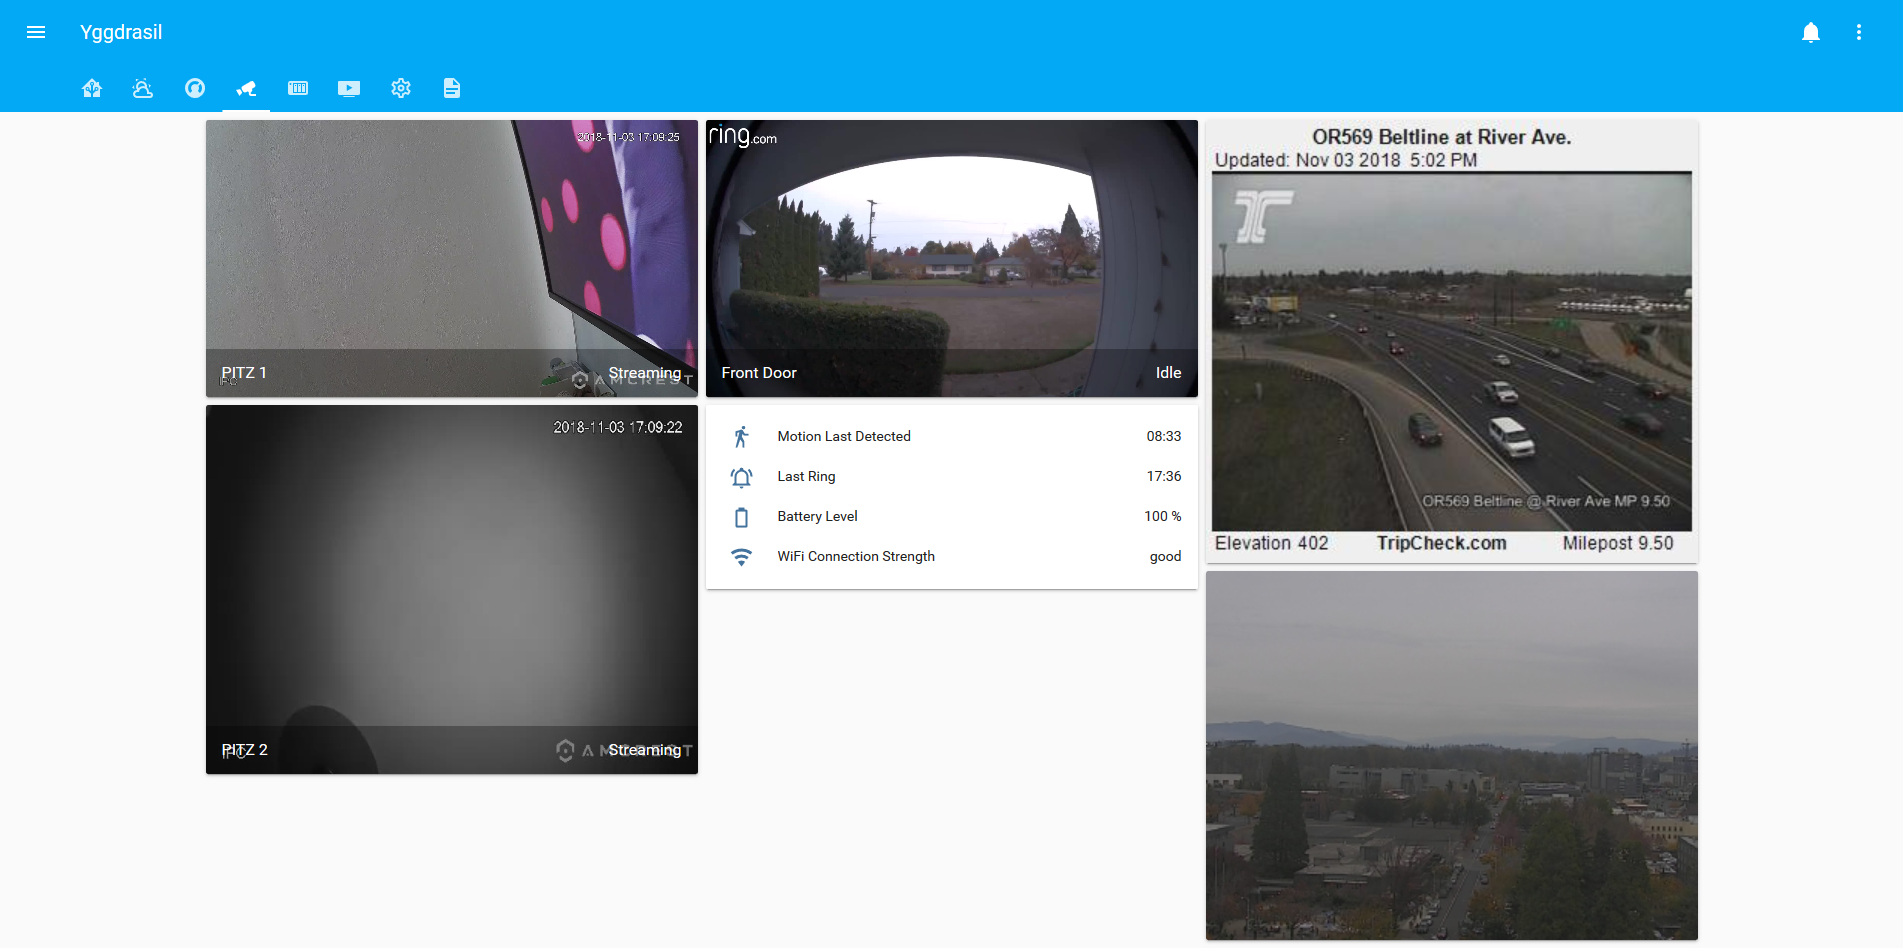 Yggdrasil
2018-11-03 17:09:25
PITZ 1
Streaming
AMCREST
2018-11-03 17:09:22
PITZ 2
IPC
Streaming
AMCREST
ring.com
Front Door
Idle
Motion Last Detected 08:33
Last Ring 17:36
Battery Level 100 %
WiFi Connection Strength good
OR569 Beltline at River Ave.
Updated: Nov 03 2018 5:02 PM
OR569 Beltline @ River Ave MP 9.50
Elevation 402 TripCheck.com Milepost 9.50